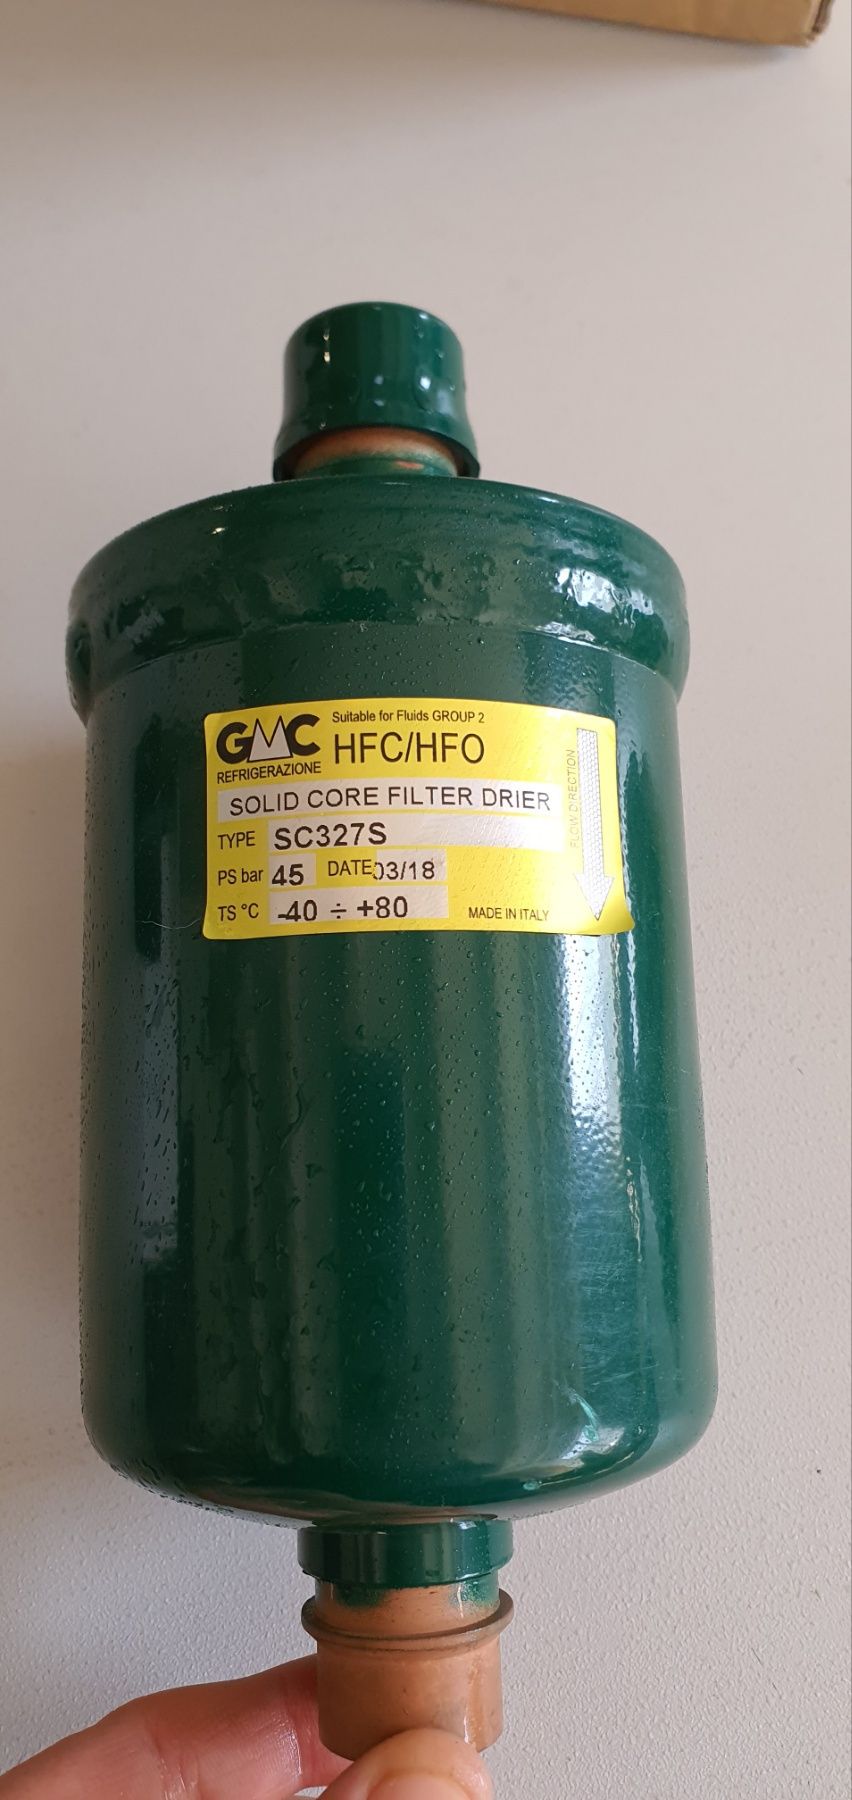 GMC
REFRIGERAZIONE
Suitable for Fluids GROUP 2
HFC/HFO
SOLID CORE FILTER DRIER
TYPE SC327S
PS bar 45 DATE 03/18
TS °C -40 ÷ +80
MADE IN ITALY
FLOW DIRECTION